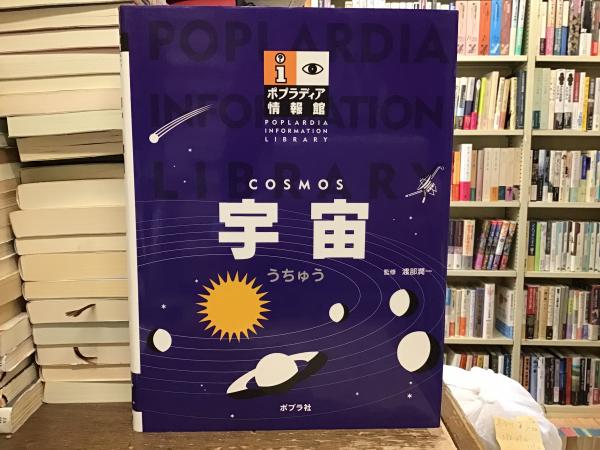 POPLARDIA
INFORMATION
LIBRARY
i
ポプラディア
情報館
POPLARDIA
INFORMATION
LIBRARY
COSMOS
宇宙
うちゅう
監修 渡部潤一
ポプラ社